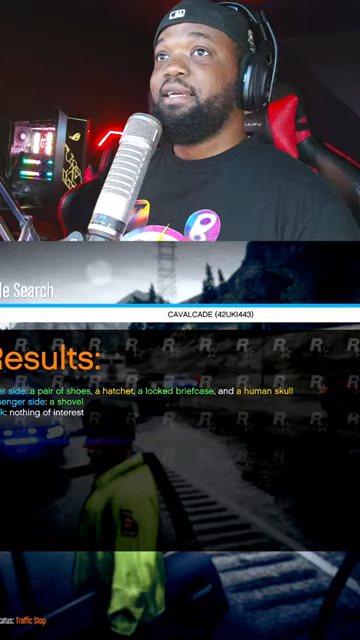 le Search
CAVALCADE (42UKI443)
Results:
er side: a pair of shoes, a hatchet, a locked briefcase, and a human skull
senger side: a shovel
k: nothing of interest
tatus: Traffic Stop